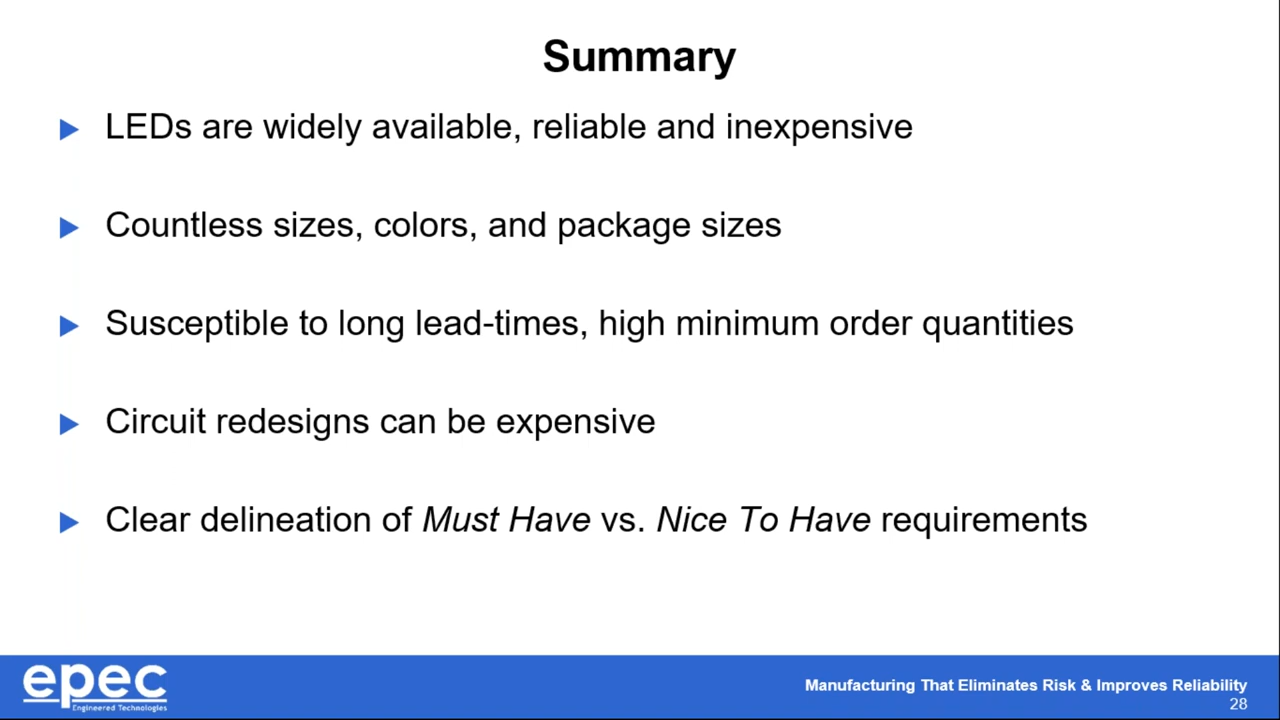 Summary
LEDs are widely available, reliable and inexpensive
Countless sizes, colors, and package sizes
Susceptible to long lead-times, high minimum order quantities
Circuit redesigns can be expensive
Clear delineation of Must Have vs. Nice To Have requirements
epec
Engineered Technologies
Manufacturing That Eliminates Risk & Improves Reliability
28